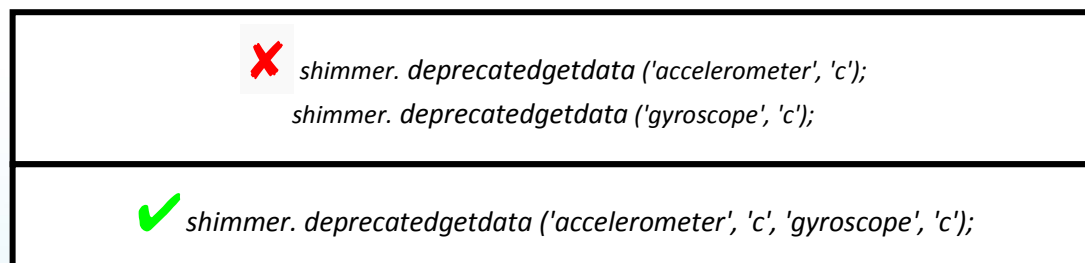 shimmer. deprecatedgetdata ('accelerometer', 'c');
shimmer. deprecatedgetdata ('gyroscope', 'c');
shimmer. deprecatedgetdata ('accelerometer', 'c', 'gyroscope', 'c');